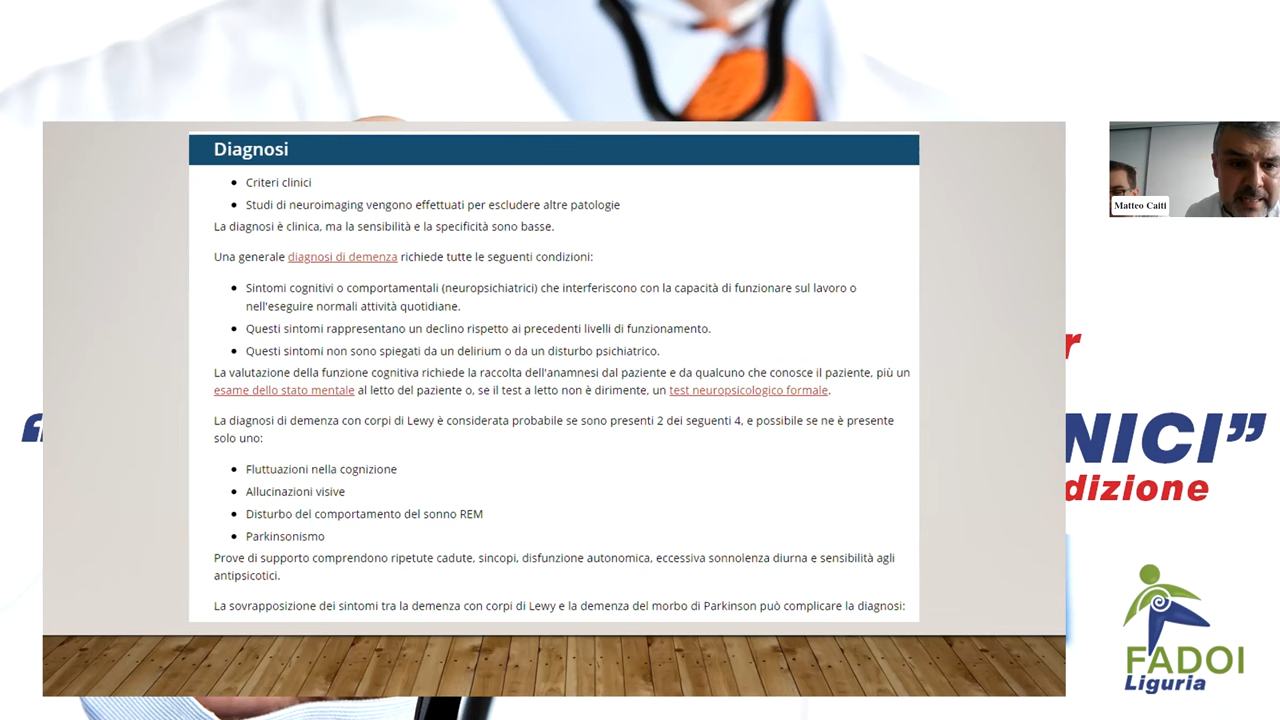 Diagnosi
Criteri clinici
Studi di neuroimaging vengono effettuati per escludere altre patologie
La diagnosi è clinica, ma la sensibilità e la specificità sono basse.
Una generale diagnosi di demenza richiede tutte le seguenti condizioni:
Sintomi cognitivi o comportamentali (neuropsichiatrici) che interferiscono con la capacità di funzionare sul lavoro o
nell'eseguire normali attività quotidiane.
Questi sintomi rappresentano un declino rispetto ai precedenti livelli di funzionamento.
Questi sintomi non sono spiegati da un delirium o da un disturbo psichiatrico.
La valutazione della funzione cognitiva richiede la raccolta dell'anamnesi dal paziente e da qualcuno che conosce il paziente, più un
esame dello stato mentale al letto del paziente o, se il test a letto non è dirimente, un test neuropsicologico formale.
La diagnosi di demenza con corpi di Lewy è considerata probabile se sono presenti 2 dei seguenti 4, e possibile se ne è presente
solo uno:
Fluttuazioni nella cognizione
Allucinazioni visive
Disturbo del comportamento del sonno REM
Parkinsonismo
Prove di supporto comprendono ripetute cadute, sincopi, disfunzione autonomica, eccessiva sonnolenza diurna e sensibilità agli
antipsicotici.
La sovrapposizione dei sintomi tra la demenza con corpi di Lewy e la demenza del morbo di Parkinson può complicare la diagnosi:
Matteo Caiti
r
“
NICI”
dizione
FADOI
Liguria